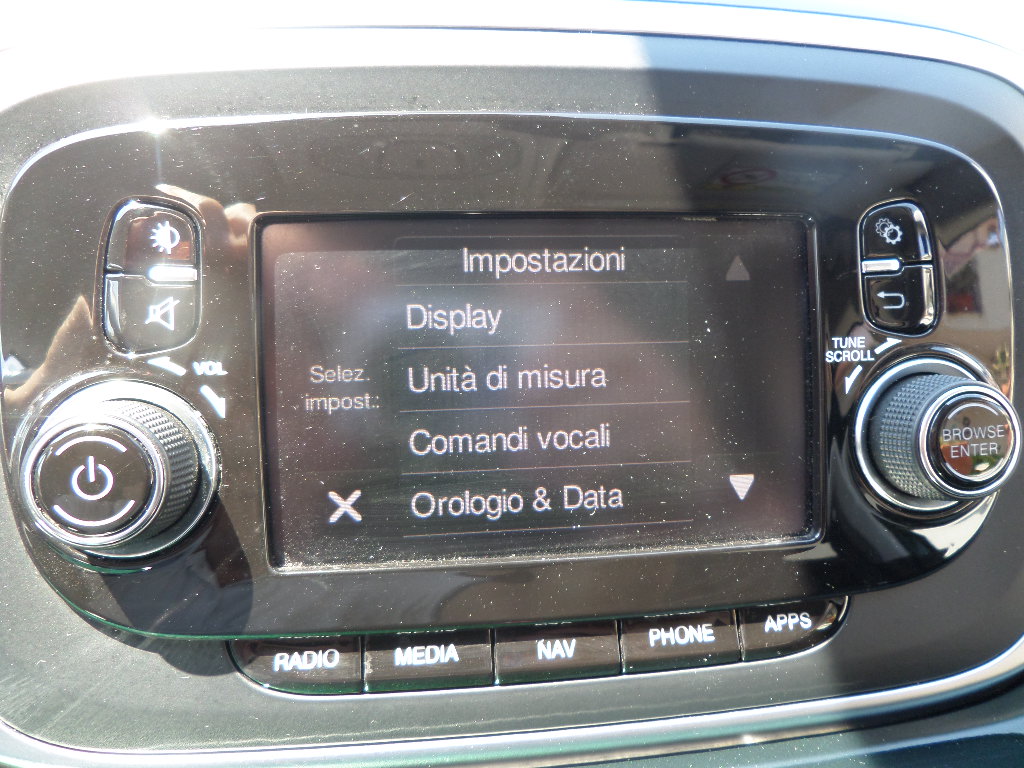 Impostazioni
Display
Selez.
impost.:
Unità di misura
Comandi vocali
Orologio & Data
VOL
TUNE
SCROLL
BROWSE
ENTER
RADIO
MEDIA
NAV
PHONE
APPS